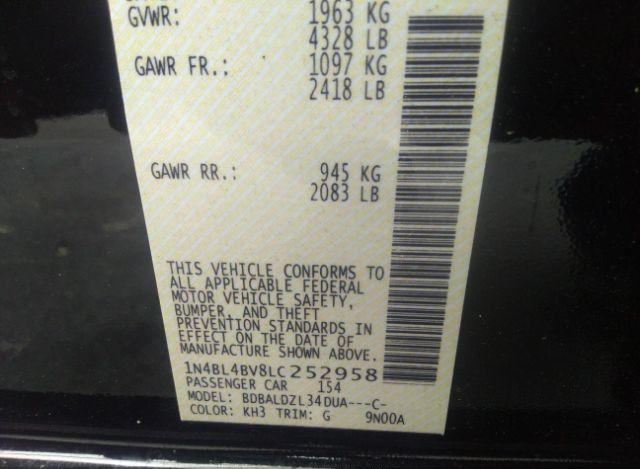 GVWR: 1963 KG
4328 LB
GAWR FR.: 1097 KG
2418 LB
GAWR RR.: 945 KG
2083 LB
THIS VEHICLE CONFORMS TO
ALL APPLICABLE FEDERAL
MOTOR VEHICLE SAFETY,
BUMPER, AND THEFT
PREVENTION STANDARDS IN
EFFECT ON THE DATE OF
MANUFACTURE SHOWN ABOVE.
1N4BL4BV8LC252958
PASSENGER CAR 154
MODEL: BDBALDZL34DUA---C-
COLOR: KH3 TRIM: G 9N00A